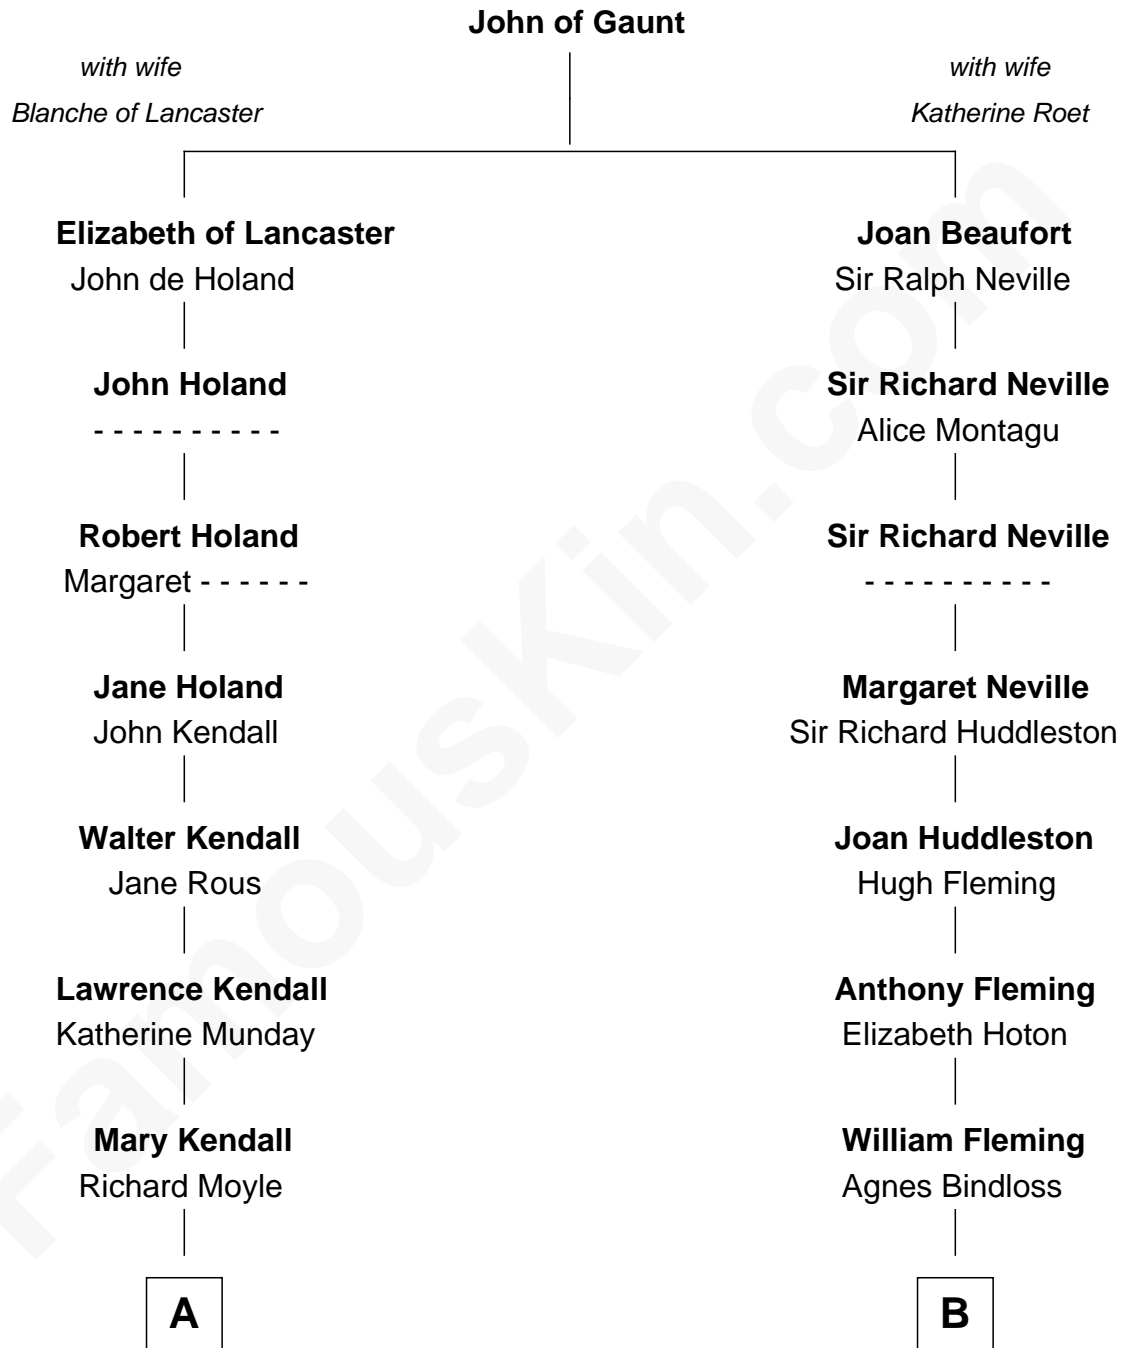 John of Gaunt
with wife
Blanche of Lancaster
with wife
Katherine Roet
Elizabeth of Lancaster
John de Holand
Joan Beaufort
Sir Ralph Neville
John Holand
- - - - - - - - - -
Sir Richard Neville
Alice Montagu
Robert Holand
Margaret - - - - - -
Sir Richard Neville
- - - - - - - - - -
Jane Holand
John Kendall
Margaret Neville
Sir Richard Huddleston
Walter Kendall
Jane Rous
Joan Huddleston
Hugh Fleming
Lawrence Kendall
Katherine Munday
Anthony Fleming
Elizabeth Hoton
Mary Kendall
Richard Moyle
William Fleming
Agnes Bindloss
A
B
FamousKin.com